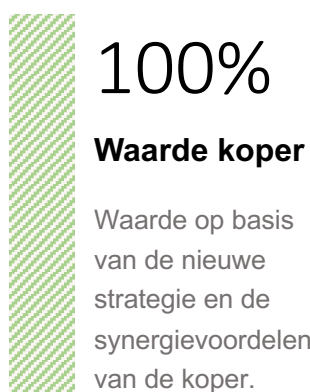 100%
Waarde koper
Waarde op basis
van de nieuwe
strategie en de
synergievoordelen
van de koper.